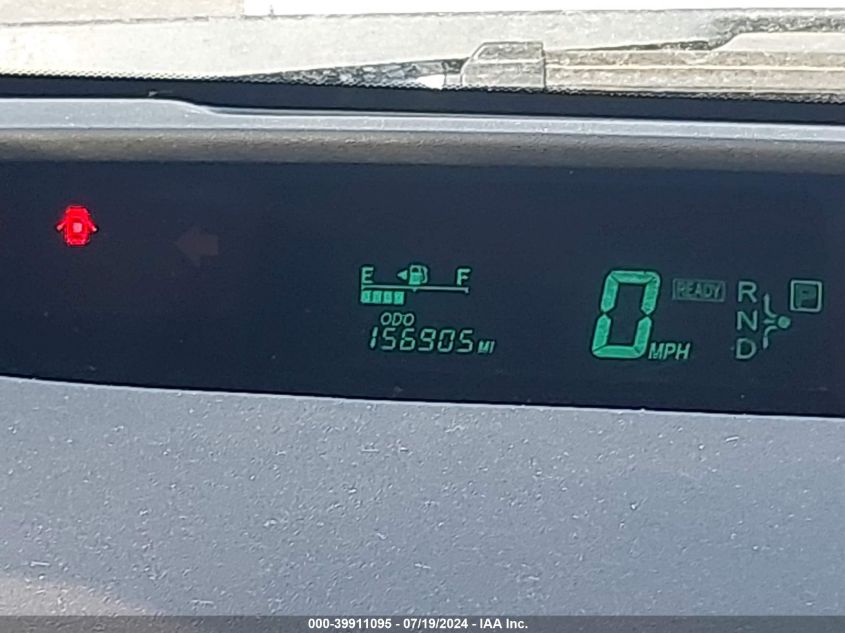 E F
ODO
156905 MI
0 MPH
READY
R
N
D
P
000-39911095 - 07/19/2024 - IAA Inc.